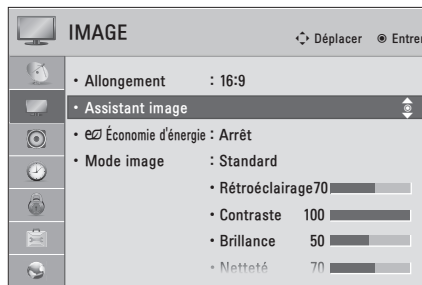 IMAGE
Déplacer Entrer
• Allongement : 16:9
• Assistant image
• Économie d'énergie : Arrêt
• Mode image : Standard
• Rétroéclairage 70
• Contraste 100
• Brillance 50
• Netteté 70